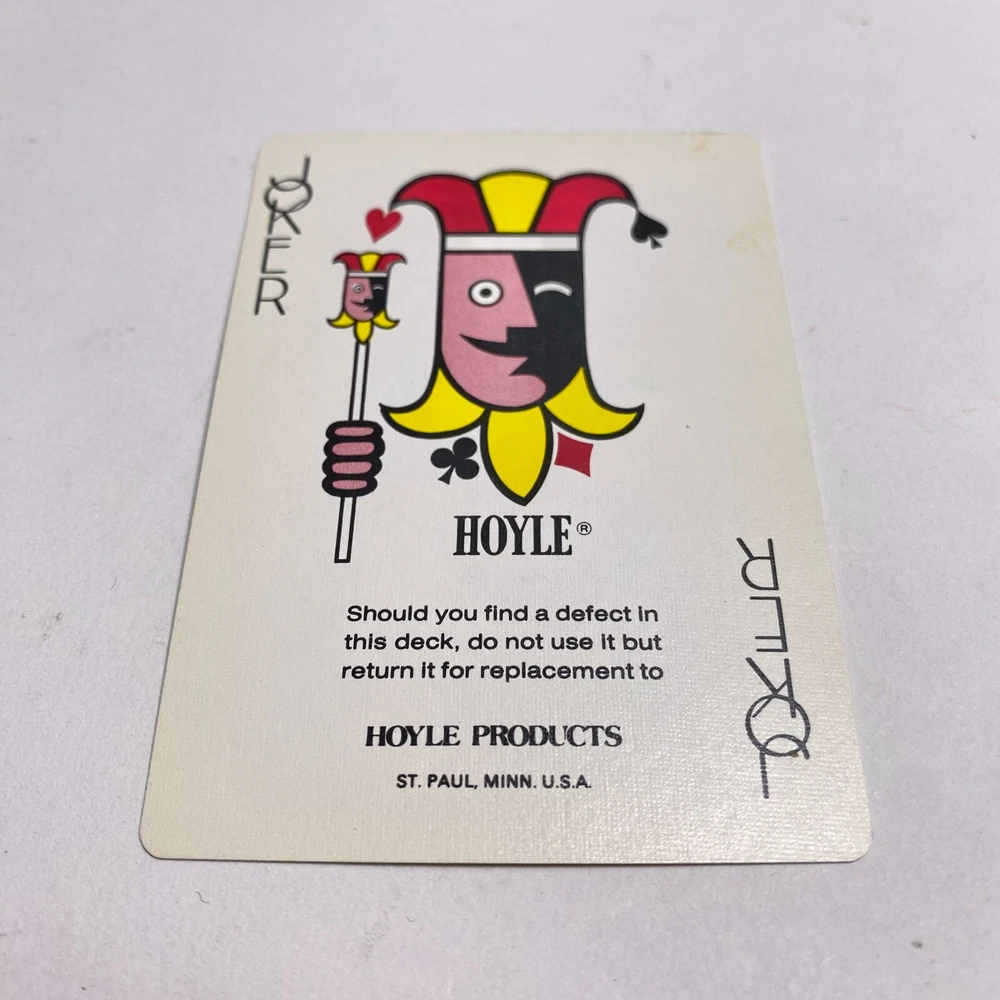 JOKER
HOYLE®
Should you find a defect in
this deck, do not use it but
return it for replacement to
HOYLE PRODUCTS
ST. PAUL, MINN. U.S.A.
JOKER